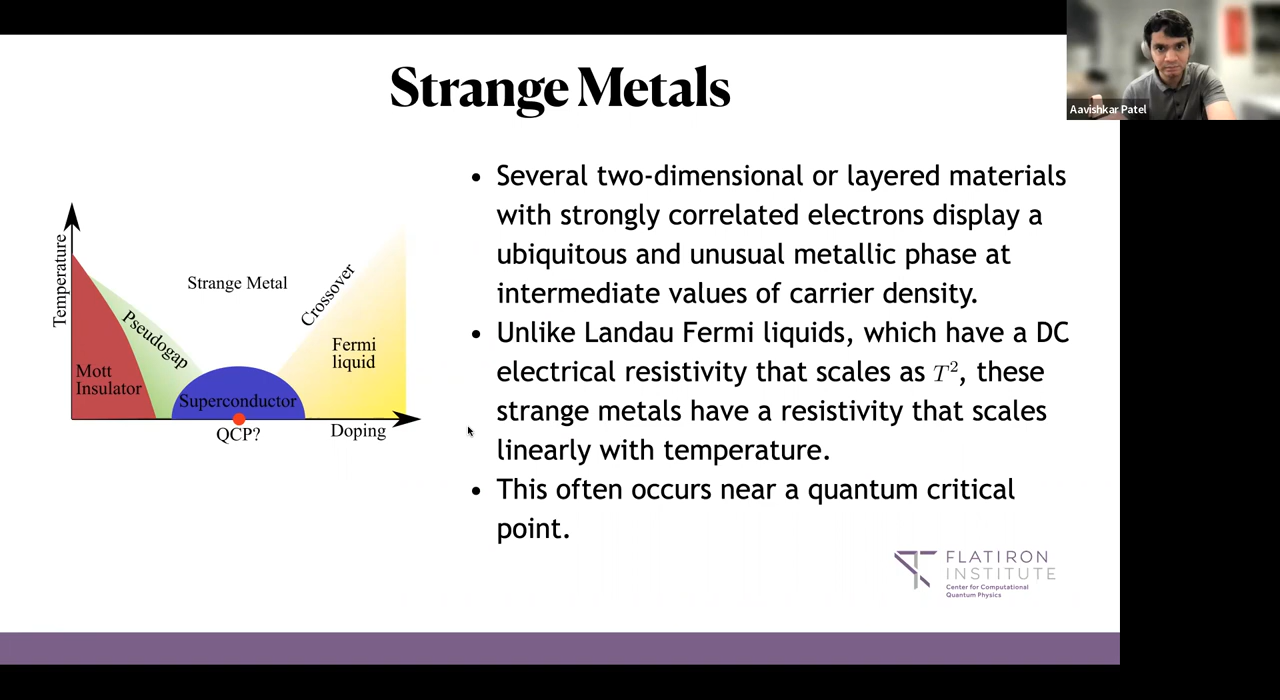 Strange Metals
Aavishkar Patel
Temperature
Strange Metal
Crossover
Pseudogap
Fermi
liquid
Mott
Insulator
Superconductor
QCP?
Doping
• Several two-dimensional or layered materials
with strongly correlated electrons display a
ubiquitous and unusual metallic phase at
intermediate values of carrier density.
• Unlike Landau Fermi liquids, which have a DC
electrical resistivity that scales as T², these
strange metals have a resistivity that scales
linearly with temperature.
• This often occurs near a quantum critical
point.
FLATIRON
INSTITUTE
Center for Computational
Quantum Physics